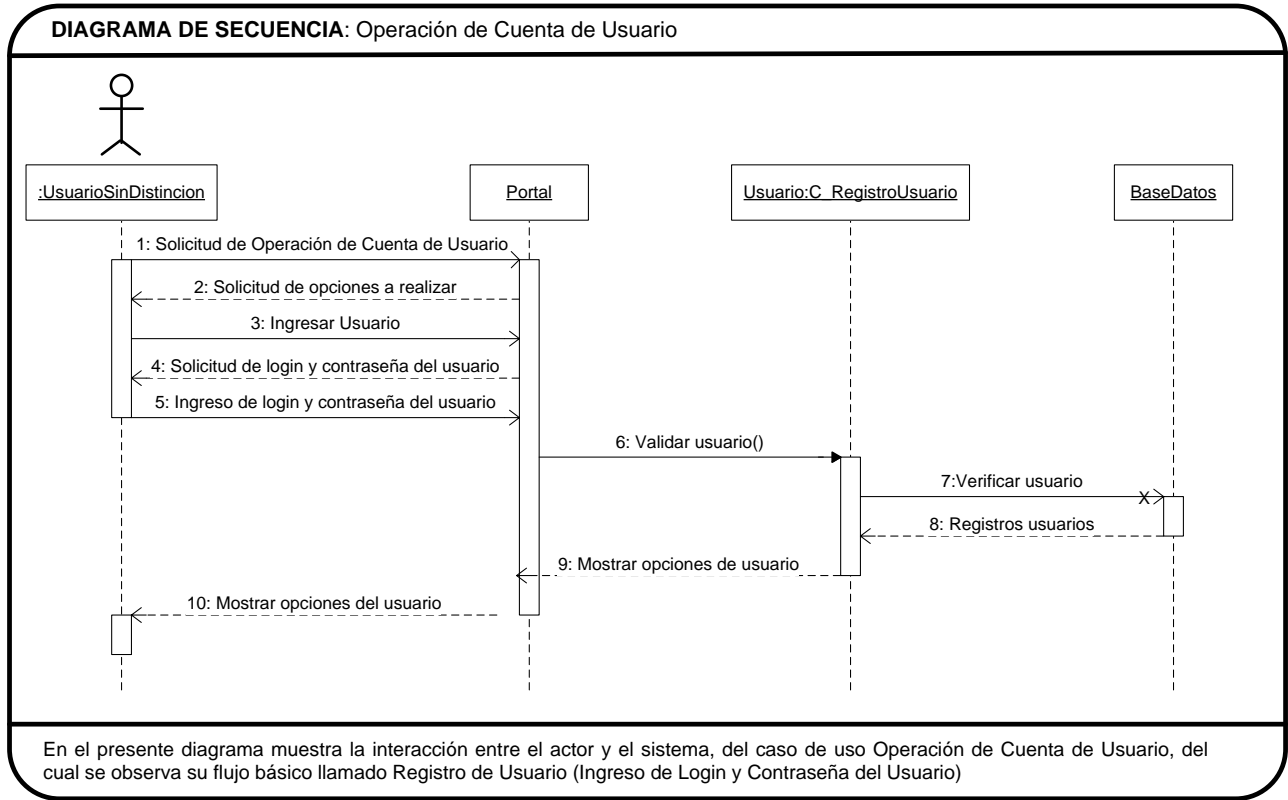 DIAGRAMA DE SECUENCIA: Operación de Cuenta de Usuario
:UsuarioSinDistincion
Portal
Usuario:C_RegistroUsuario
BaseDatos
1: Solicitud de Operación de Cuenta de Usuario
2: Solicitud de opciones a realizar
3: Ingresar Usuario
4: Solicitud de login y contraseña del usuario
5: Ingreso de login y contraseña del usuario
6: Validar usuario()
7:Verificar usuario
X
8: Registros usuarios
9: Mostrar opciones de usuario
10: Mostrar opciones del usuario
En el presente diagrama muestra la interacción entre el actor y el sistema, del caso de uso Operación de Cuenta de Usuario, del
cual se observa su flujo básico llamado Registro de Usuario (Ingreso de Login y Contraseña del Usuario)